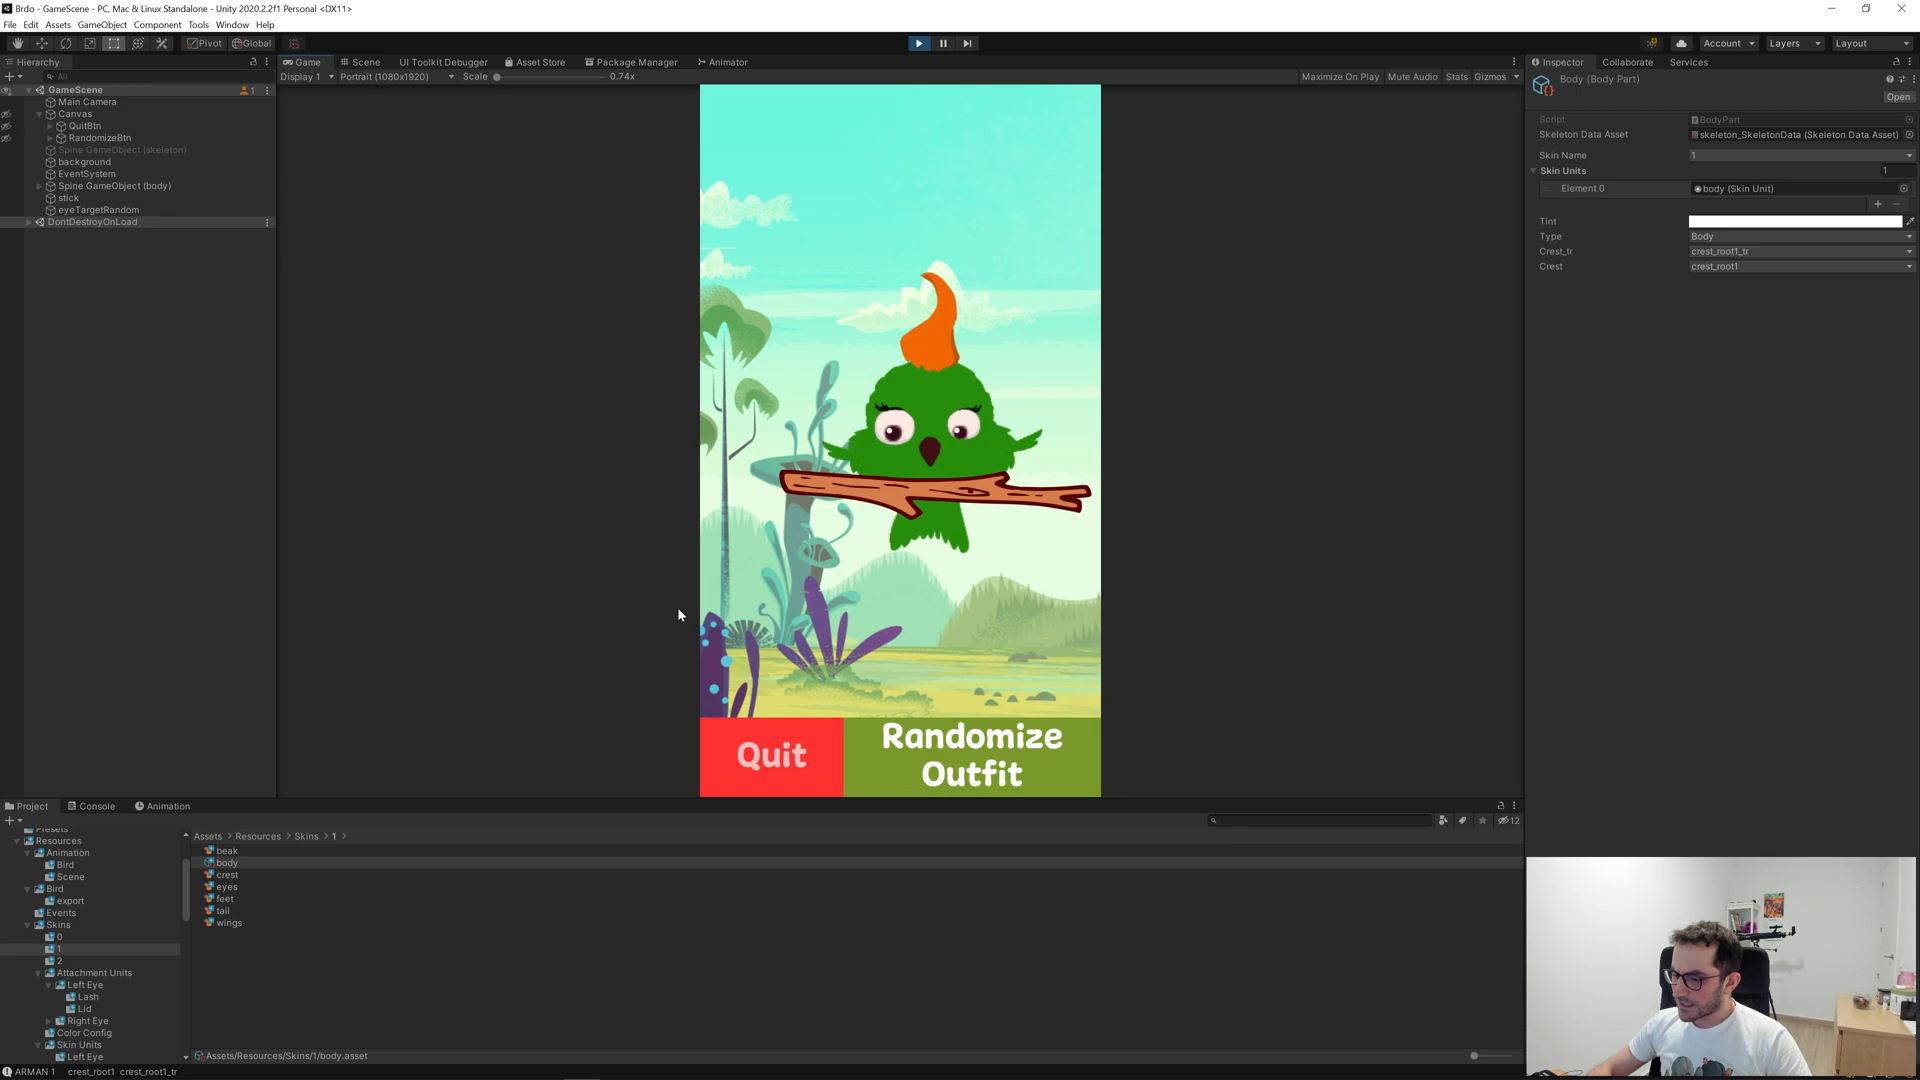 Brdo - GameScene - PC, Mac & Linux Standalone - Unity 2020.2.2f1 Personal <DX11>
File Edit Assets GameObject Component Tools Window Help
Pivot Global
Account Layers Layout
Hierarchy
All
GameScene 1
Main Camera
Canvas
QuitBtn
RandomizeBtn
Spine GameObject (skeleton)
background
EventSystem
Spine GameObject (body)
stick
eyeTargetRandom
DontDestroyOnLoad
Game Scene UI Toolkit Debugger Asset Store Package Manager Animator
Display 1 Portrait (1080x1920) Scale 0.74x Maximize On Play Mute Audio Stats Gizmos
Quit
Randomize
Outfit
Inspector Collaborate Services
Body (Body Part)
Open
Script BodyPart
Skeleton Data Asset skeleton_SkeletonData (Skeleton Data Asset)
Skin Name 1
Skin Units 1
Element 0 body (Skin Unit)
Tint
Type Body
Crest_tr crest_root1_tr
Crest crest_root1
Project Console Animation
12
Presets
Resources
Animation
Bird
Scene
Bird
export
Events
Skins
0
1
2
Attachment Units
Left Eye
Lash
Lid
Right Eye
Color Config
Skin Units
Left Eye
Assets > Resources > Skins > 1 >
beak
body
crest
eyes
feet
tail
wings
Assets/Resources/Skins/1/body.asset
ARMAN 1 crest_root1 crest_root1_tr